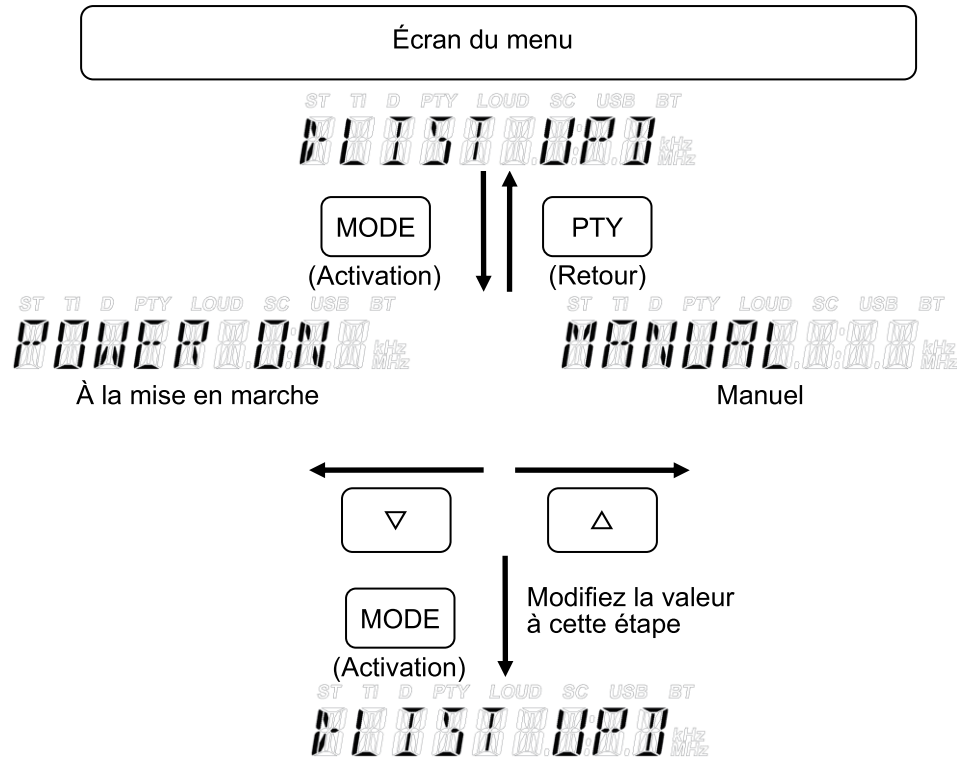 Écran du menu
ST TI D PTY LOUD SC USB BT
LIST UPD
kHz
MHz
MODE
PTY
(Activation)
(Retour)
ST TI D PTY LOUD SC USB BT
POWER ON
kHz
MHz
ST TI D PTY LOUD SC USB BT
MANUAL
kHz
MHz
À la mise en marche
Manuel
▽
△
MODE
(Activation)
Modifiez la valeur
à cette étape
ST TI D PTY LOUD SC USB BT
LIST UPD
kHz
MHz